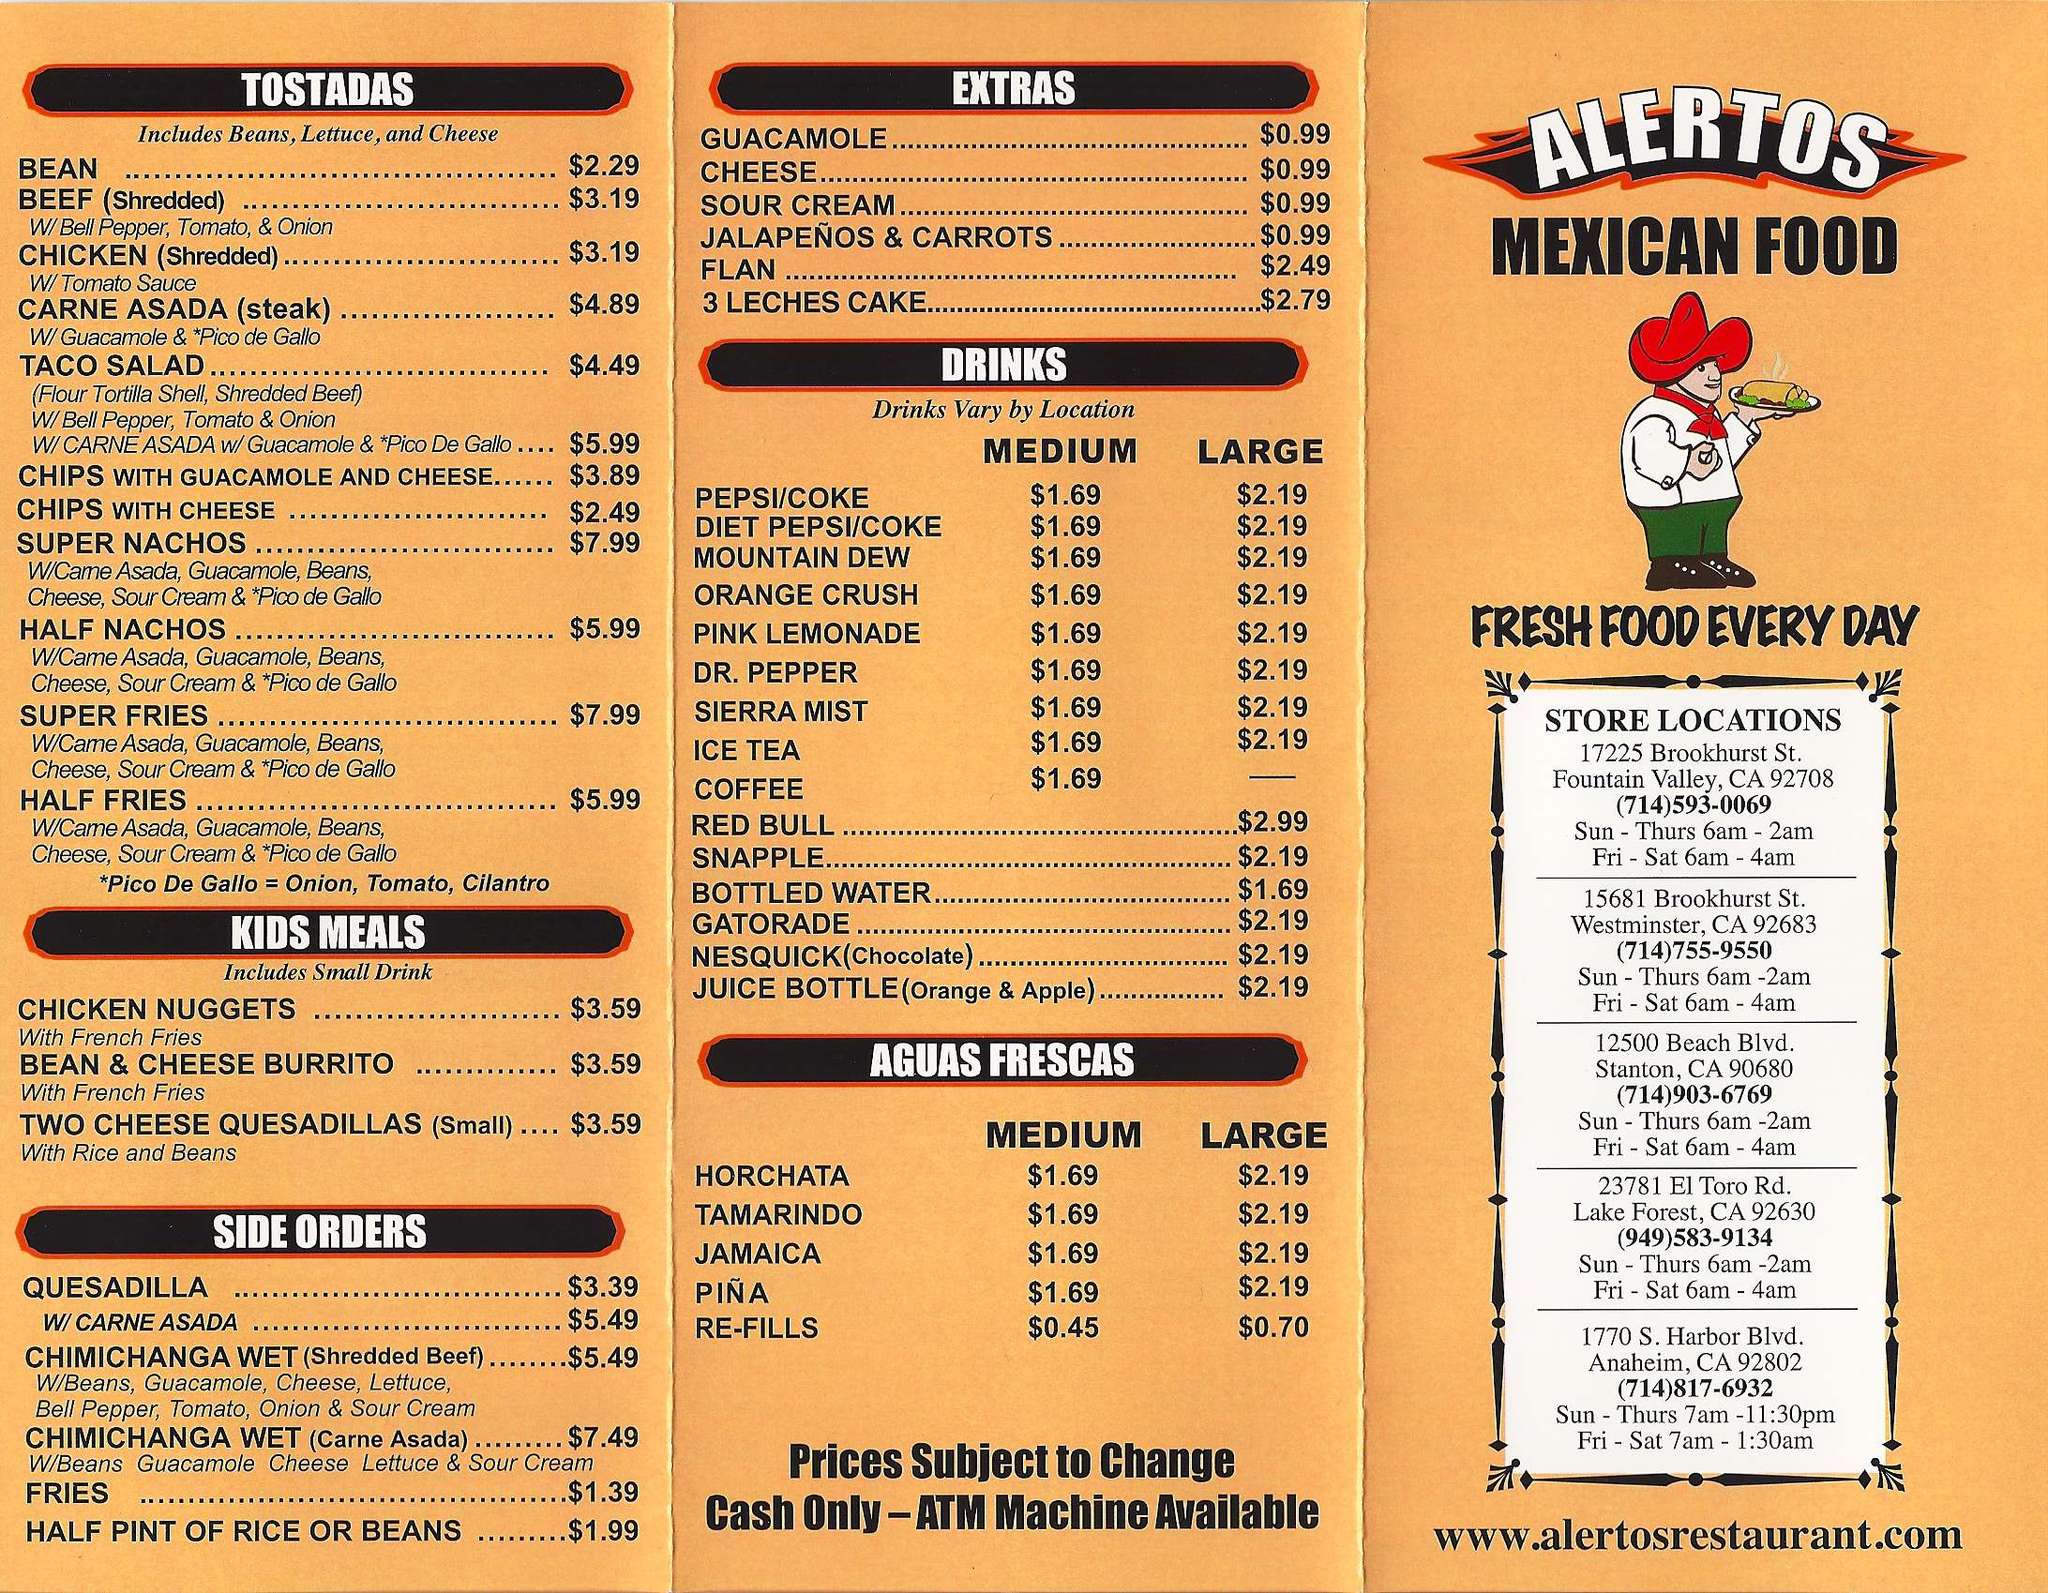 TOSTADAS
Includes Beans, Lettuce, and Cheese
BEAN ........ $2.29
BEEF (Shredded) ........ $3.19
W/ Bell Pepper, Tomato, & Onion
CHICKEN (Shredded) ........ $3.19
W/ Tomato Sauce
CARNE ASADA (steak) ........ $4.89
W/ Guacamole & *Pico de Gallo
TACO SALAD ........ $4.49
(Flour Tortilla Shell, Shredded Beef)
W/ Bell Pepper, Tomato & Onion
W/ CARNE ASADA w/ Guacamole & *Pico De Gallo .... $5.99
CHIPS WITH GUACAMOLE AND CHEESE...... $3.89
CHIPS WITH CHEESE ........ $2.49
SUPER NACHOS ........ $7.99
W/Carne Asada, Guacamole, Beans,
Cheese, Sour Cream & *Pico de Gallo
HALF NACHOS ........ $5.99
W/Carne Asada, Guacamole, Beans,
Cheese, Sour Cream & *Pico de Gallo
SUPER FRIES ........ $7.99
W/Carne Asada, Guacamole, Beans,
Cheese, Sour Cream & *Pico de Gallo
HALF FRIES ........ $5.99
W/Carne Asada, Guacamole, Beans,
Cheese, Sour Cream & *Pico de Gallo
*Pico De Gallo = Onion, Tomato, Cilantro
KIDS MEALS
Includes Small Drink
CHICKEN NUGGETS ........ $3.59
With French Fries
BEAN & CHEESE BURRITO ........ $3.59
With French Fries
TWO CHEESE QUESADILLAS (Small) .... $3.59
With Rice and Beans
SIDE ORDERS
QUESADILLA ........ $3.39
W/ CARNE ASADA ........ $5.49
CHIMICHANGA WET (Shredded Beef) ........ $5.49
W/Beans, Guacamole, Cheese, Lettuce,
Bell Pepper, Tomato, Onion & Sour Cream
CHIMICHANGA WET (Carne Asada) ......... $7.49
W/Beans Guacamole Cheese Lettuce & Sour Cream
FRIES ........ $1.39
HALF PINT OF RICE OR BEANS ......... $1.99
EXTRAS
GUACAMOLE ........ $0.99
CHEESE ........ $0.99
SOUR CREAM ........ $0.99
JALAPEÑOS & CARROTS ........ $0.99
FLAN ........ $2.49
3 LECHES CAKE ........ $2.79
DRINKS
Drinks Vary by Location
MEDIUM LARGE
PEPSI/COKE $1.69 $2.19
DIET PEPSI/COKE $1.69 $2.19
MOUNTAIN DEW $1.69 $2.19
ORANGE CRUSH $1.69 $2.19
PINK LEMONADE $1.69 $2.19
DR. PEPPER $1.69 $2.19
SIERRA MIST $1.69 $2.19
ICE TEA $1.69 $2.19
COFFEE $1.69 —
RED BULL ........ $2.99
SNAPPLE ........ $2.19
BOTTLED WATER ........ $1.69
GATORADE ........ $2.19
NESQUICK (Chocolate) ........ $2.19
JUICE BOTTLE (Orange & Apple) ........ $2.19
AGUAS FRESCAS
MEDIUM LARGE
HORCHATA $1.69 $2.19
TAMARINDO $1.69 $2.19
JAMAICA $1.69 $2.19
PIÑA $1.69 $2.19
RE-FILLS $0.45 $0.70
Prices Subject to Change
Cash Only – ATM Machine Available
ALERTOS
MEXICAN FOOD
FRESH FOOD EVERY DAY
STORE LOCATIONS
17225 Brookhurst St.
Fountain Valley, CA 92708
(714)593-0069
Sun - Thurs 6am - 2am
Fri - Sat 6am - 4am
15681 Brookhurst St.
Westminster, CA 92683
(714)755-9550
Sun - Thurs 6am -2am
Fri - Sat 6am - 4am
12500 Beach Blvd.
Stanton, CA 90680
(714)903-6769
Sun - Thurs 6am -2am
Fri - Sat 6am - 4am
23781 El Toro Rd.
Lake Forest, CA 92630
(949)583-9134
Sun - Thurs 6am -2am
Fri - Sat 6am - 4am
1770 S. Harbor Blvd.
Anaheim, CA 92802
(714)817-6932
Sun - Thurs 7am -11:30pm
Fri - Sat 7am - 1:30am
www.alertosrestaurant.com